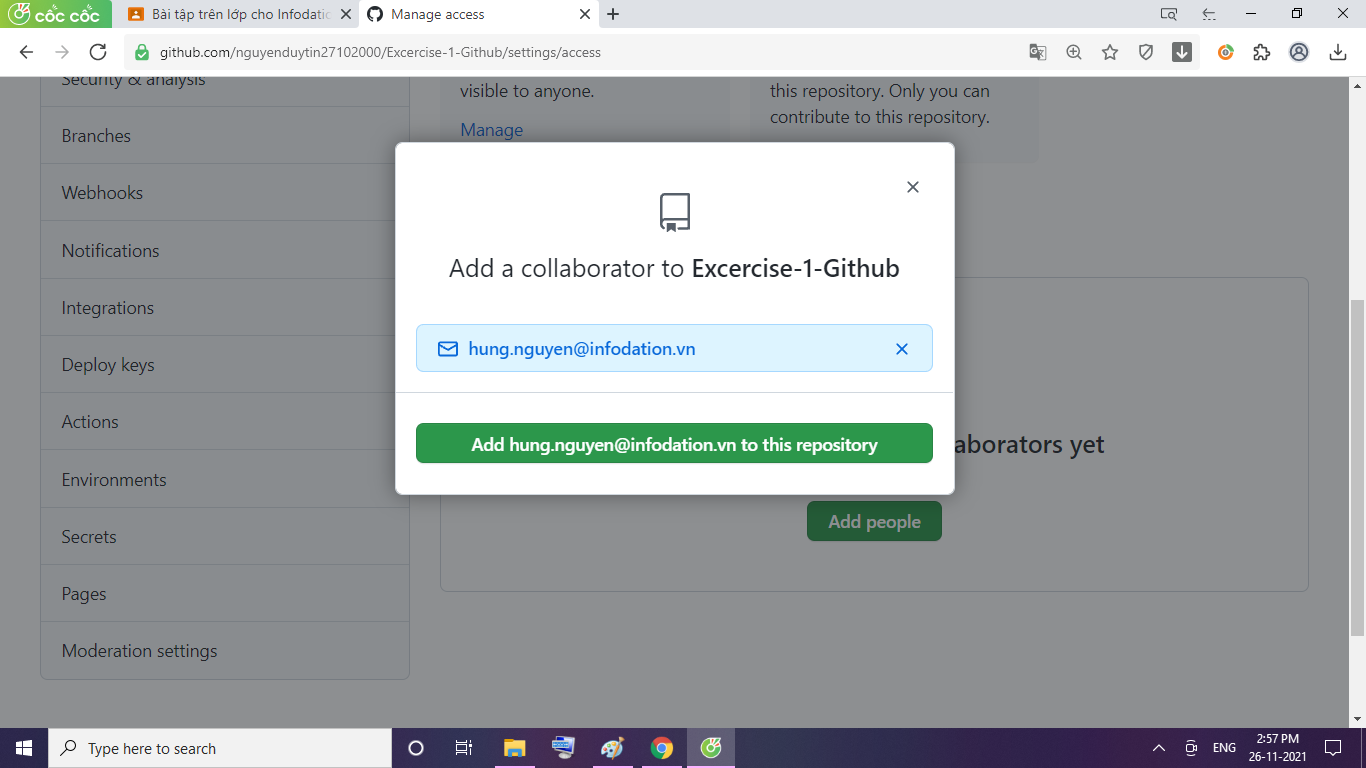 cốc cốc
Bài tập trên lớp cho Infodatic
Manage access
github.com/nguyenduytin27102000/Excercise-1-Github/settings/access
Security & analysis
Branches
Webhooks
Notifications
Integrations
Deploy keys
Actions
Environments
Secrets
Pages
Moderation settings
visible to anyone.
Manage
this repository. Only you can
contribute to this repository.
Add a collaborator to Excercise-1-Github
hung.nguyen@infodation.vn
Add hung.nguyen@infodation.vn to this repository
aborators yet
Add people
Type here to search
ENG
2:57 PM
26-11-2021